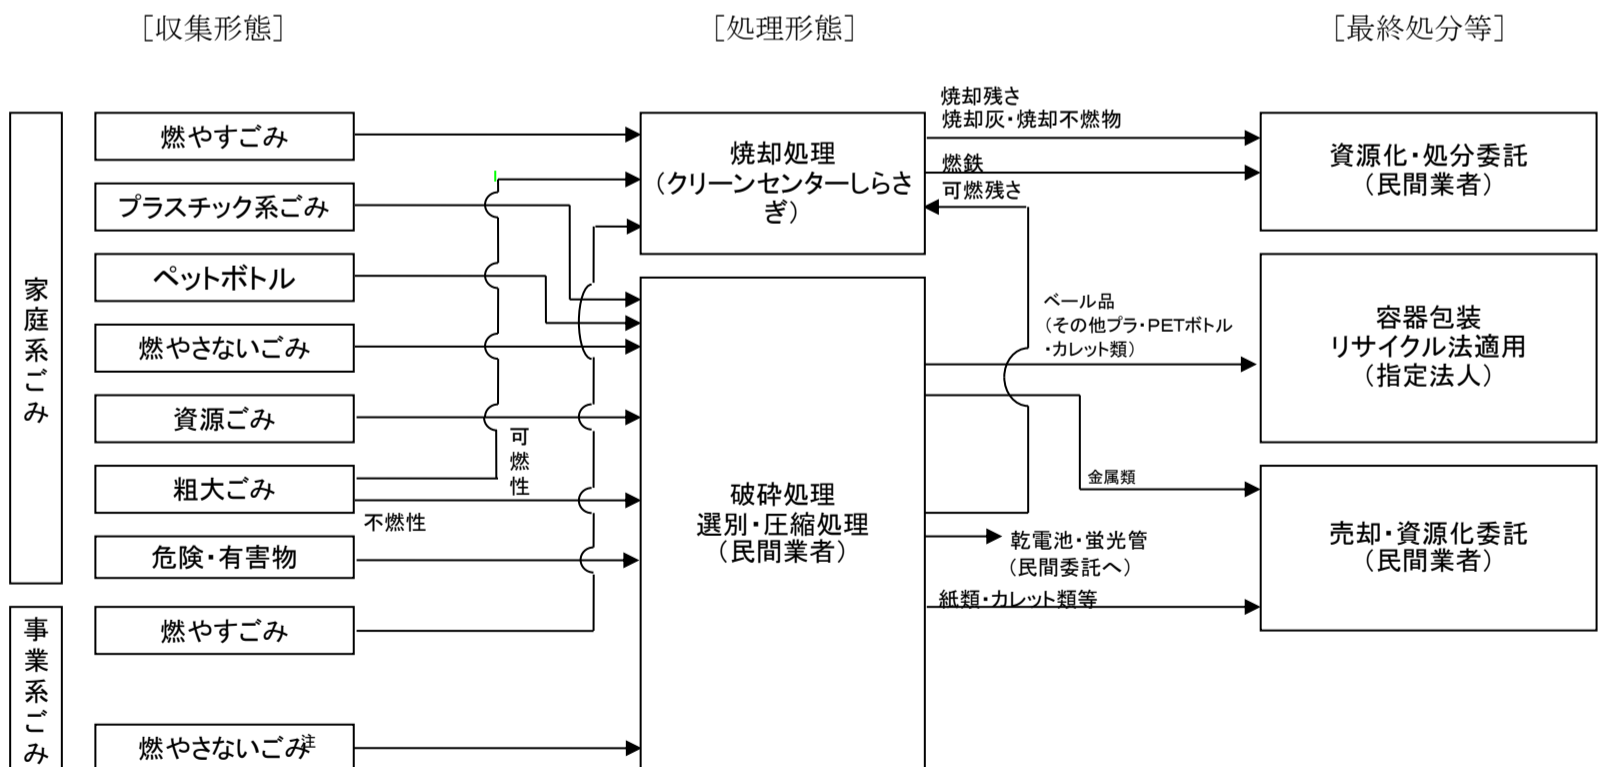 ［収集形態］
［処理形態］
［最終処分等］
家庭系ごみ
燃やすごみ
プラスチック系ごみ
ペットボトル
燃やさないごみ
資源ごみ
粗大ごみ
可燃性
不燃性
危険・有害物
事業系ごみ
燃やすごみ
燃やさないごみ注
焼却処理
（クリーンセンターしらさ
ぎ）
破砕処理
選別・圧縮処理
（民間業者）
焼却残さ
焼却灰・焼却不燃物
燃鉄
可燃残さ
ベール品
（その他プラ・PETボトル
・カレット類）
金属類
乾電池・蛍光管
（民間委託へ）
紙類・カレット類等
資源化・処分委託
（民間業者）
容器包装
リサイクル法適用
（指定法人）
売却・資源化委託
（民間業者）